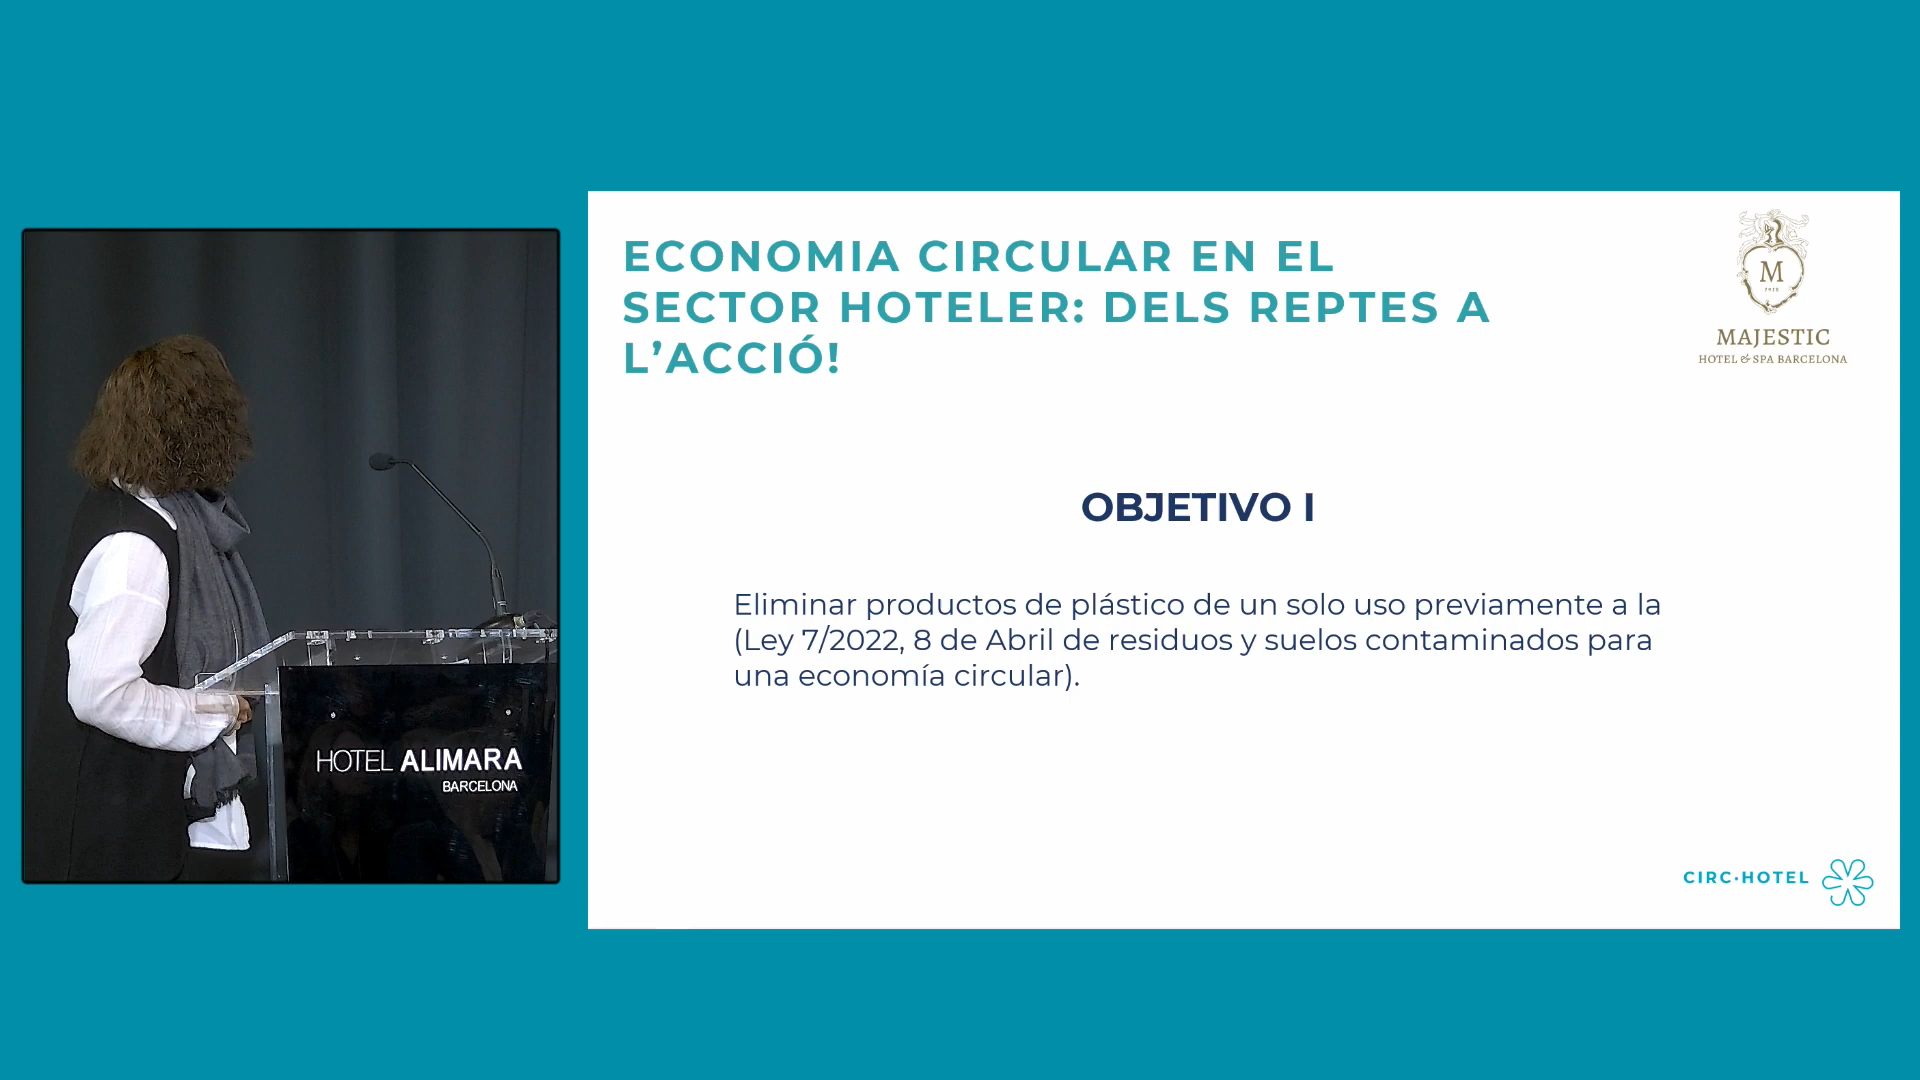 ECONOMIA CIRCULAR EN EL
SECTOR HOTELER: DELS REPTES A
L’ACCIÓ!
M
MAJESTIC
HOTEL & SPA BARCELONA
OBJETIVO I
Eliminar productos de plástico de un solo uso previamente a la
(Ley 7/2022, 8 de Abril de residuos y suelos contaminados para
una economía circular).
HOTEL ALIMARA
BARCELONA
CIRC·HOTEL